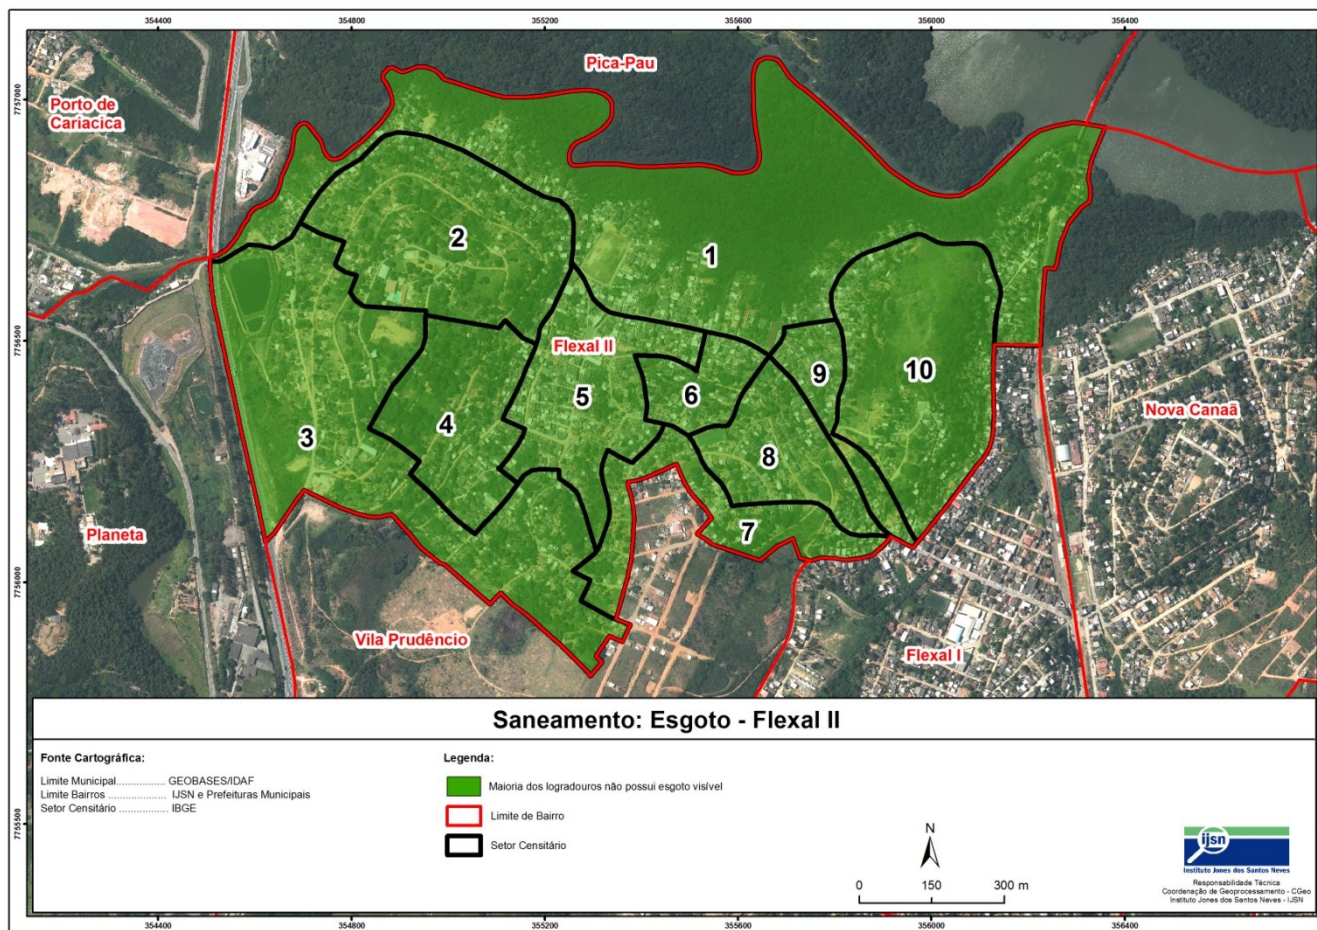 354400 354800 355200 355600 356000 356400
7757000
7756500
7756000
7755500
Pica-Pau
Porto de
Cariacica
2
1
Flexal II
10
9
5
6
Nova Canaã
4
3
8
7
Planeta
Vila Prudêncio
Flexal I
Saneamento: Esgoto - Flexal II
Fonte Cartográfica:
Limite Municipal................ GEOBASES/IDAF
Limite Bairros ................... IJSN e Prefeituras Municipais
Setor Censitário ................ IBGE
Legenda:
Maioria dos logradouros não possui esgoto visível
Limite de Bairro
Setor Censitário
N
0 150 300 m
ijsn
Instituto Jones dos Santos Neves
Responsabilidade Técnica
Coordenação de Geoprocessamento - CGeo
Instituto Jones dos Santos Neves - IJSN
354400 354800 355200 355600 356000 356400